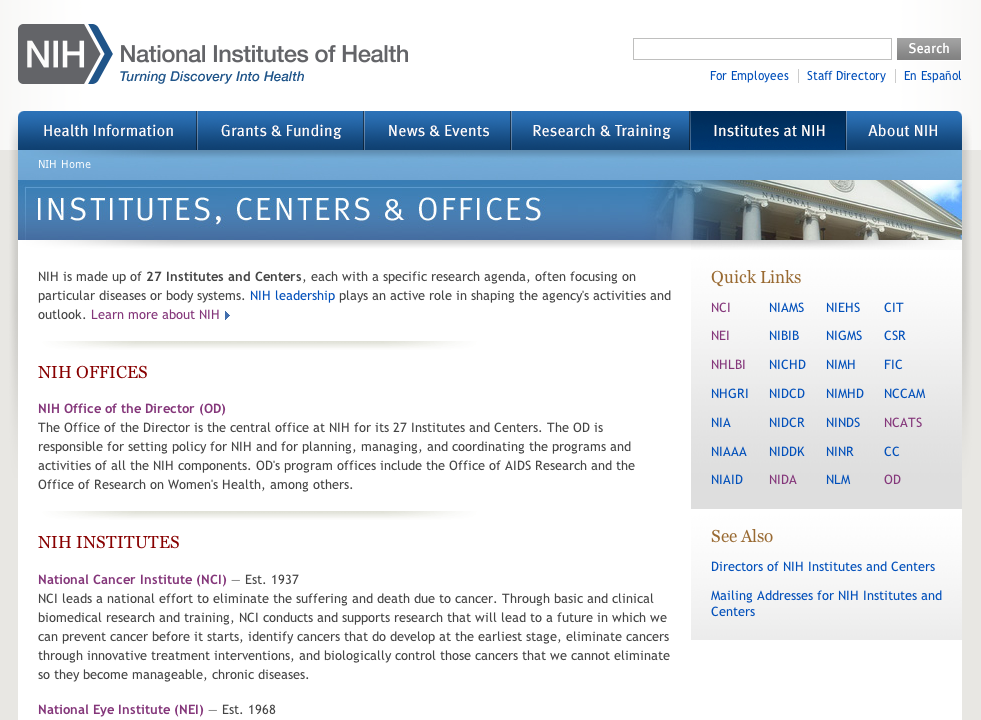 NIH National Institutes of Health
Turning Discovery Into Health
Search
For Employees
Staff Directory
En Español
Health Information
Grants & Funding
News & Events
Research & Training
Institutes at NIH
About NIH
NIH Home
INSTITUTES, CENTERS & OFFICES
NATIONAL INSTITUTES OF HEALTH
NIH is made up of 27 Institutes and Centers, each with a specific research agenda, often focusing on
particular diseases or body systems. NIH leadership plays an active role in shaping the agency's activities and
outlook. Learn more about NIH
NIH OFFICES
NIH Office of the Director (OD)
The Office of the Director is the central office at NIH for its 27 Institutes and Centers. The OD is
responsible for setting policy for NIH and for planning, managing, and coordinating the programs and
activities of all the NIH components. OD's program offices include the Office of AIDS Research and the
Office of Research on Women's Health, among others.
NIH INSTITUTES
National Cancer Institute (NCI) — Est. 1937
NCI leads a national effort to eliminate the suffering and death due to cancer. Through basic and clinical
biomedical research and training, NCI conducts and supports research that will lead to a future in which we
can prevent cancer before it starts, identify cancers that do develop at the earliest stage, eliminate cancers
through innovative treatment interventions, and biologically control those cancers that we cannot eliminate
so they become manageable, chronic diseases.
National Eye Institute (NEI) — Est. 1968
Quick Links
NCI NIAMS NIEHS CIT
NEI NIBIB NIGMS CSR
NHLBI NICHD NIMH FIC
NHGRI NIDCD NIMHD NCCAM
NIA NIDCR NINDS NCATS
NIAAA NIDDK NINR CC
NIAID NIDA NLM OD
See Also
Directors of NIH Institutes and Centers
Mailing Addresses for NIH Institutes and
Centers